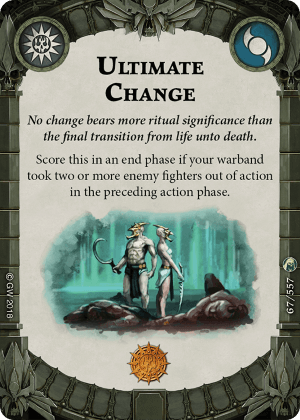 ULTIMATE
CHANGE
No change bears more ritual significance than
the final transition from life unto death.
Score this in an end phase if your warband
took two or more enemy fighters out of action
in the preceding action phase.
© GW 2018
67/557